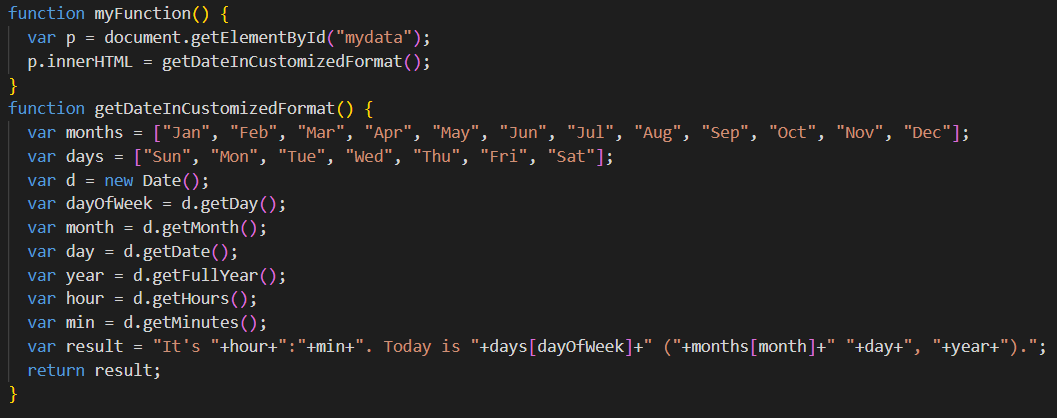 function myFunction() {
  var p = document.getElementById("mydata");
  p.innerHTML = getDateInCustomizedFormat();
}
function getDateInCustomizedFormat() {
  var months = ["Jan", "Feb", "Mar", "Apr", "May", "Jun", "Jul", "Aug", "Sep", "Oct", "Nov", "Dec"];
  var days = ["Sun", "Mon", "Tue", "Wed", "Thu", "Fri", "Sat"];
  var d = new Date();
  var dayOfWeek = d.getDay();
  var month = d.getMonth();
  var day = d.getDate();
  var year = d.getFullYear();
  var hour = d.getHours();
  var min = d.getMinutes();
  var result = "It's "+hour+":"+min+". Today is "+days[dayOfWeek]+" ("+months[month]+" "+day+", "+year+").";
  return result;
}